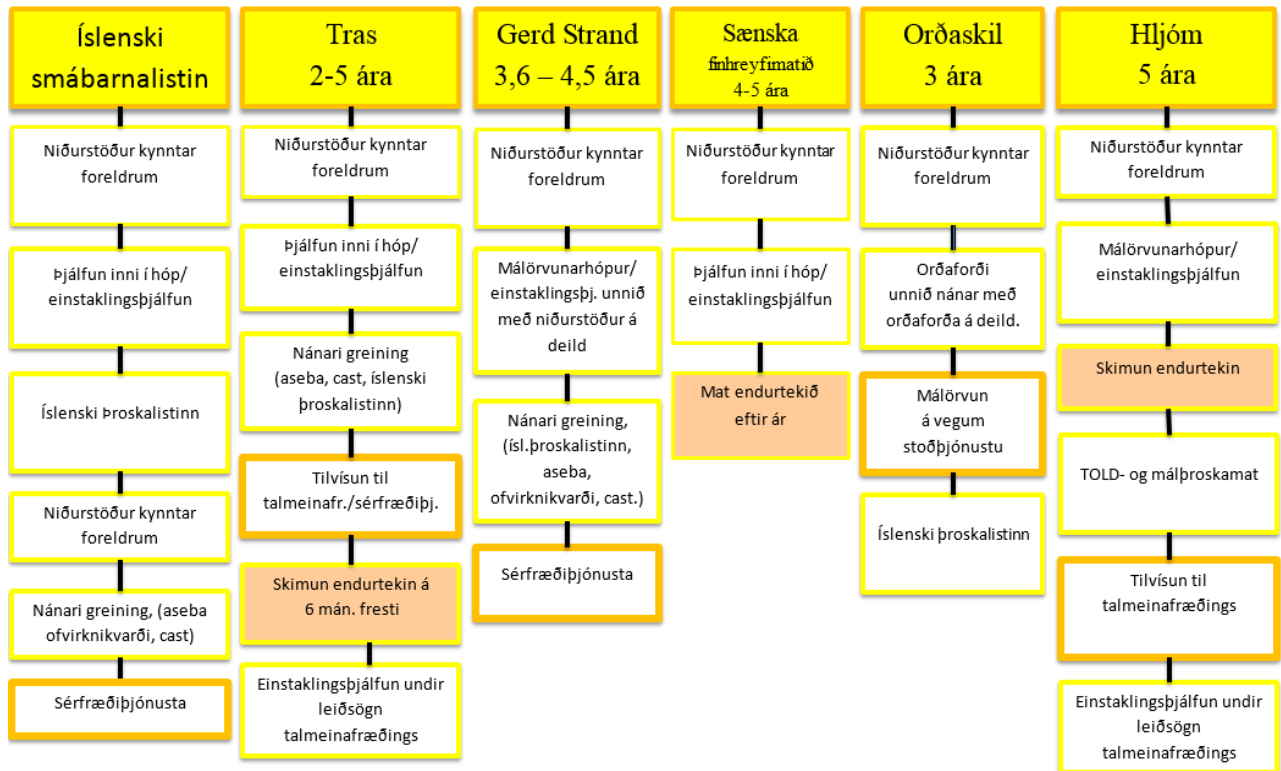 Íslenski
smábarnalistin
Niðurstöður kynntar
foreldrum
Þjálfun inni í hóp/
einstaklingsþjálfun
Íslenski Þroskalistinn
Niðurstöður kynntar
foreldrum
Nánari greining, (aseba
ofvirknikvarði, cast)
Sérfræðiþjónusta
Tras
2-5 ára
Niðurstöður kynntar
foreldrum
Þjálfun inni í hóp/
einstaklingsþjálfun
Nánari greining
(aseba, cast, íslenski
þroskalistinn)
Tilvísun til
talmeinafr./sérfræðiþj.
Skimun endurtekin á
6 mán. fresti
Einstaklingsþjálfun undir
leiðsögn
talmeinafræðings
Gerd Strand
3,6 – 4,5 ára
Niðurstöður kynntar
foreldrum
Málörvunarhópur/
einstaklingsþj. unnið
með niðurstöður á
deild
Nánari greining,
(ísl.þroskalistinn,
aseba,
ofvirknikvarði, cast.)
Sérfræðiþjónusta
Sænska
fínhreyfimatið
4-5 ára
Niðurstöður kynntar
foreldrum
Þjálfun inni í hóp/
einstaklingsþjálfun
Mat endurtekið
eftir ár
Orðaskil
3 ára
Niðurstöður kynntar
foreldrum
Orðaforði
unnið nánar með
orðaforða á deild.
Málörvun
á vegum
stoðþjónustu
Íslenski þroskalistinn
Hljóm
5 ára
Niðurstöður kynntar
foreldrum
Málörvunarhópur/
einstaklingsþjálfun
Skimun endurtekin
TOLD- og málþroskamat
Tilvísun til
talmeinafræðings
Einstaklingsþjálfun undir
leiðsögn
talmeinafræðings